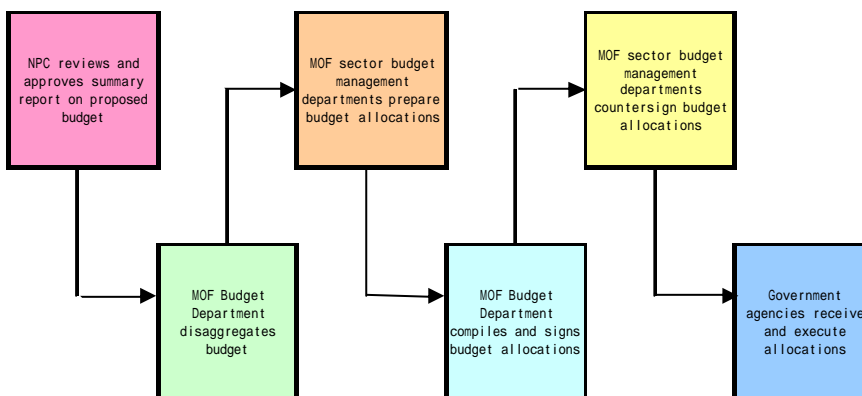 NPC reviews and
approves summary
report on proposed
budget
MOF Budget
Department
disaggregates
budget
MOF sector budget
management
departments prepare
budget allocations
MOF Budget
Department
compiles and signs
budget allocations
MOF sector budget
management
departments
countersign budget
allocations
Government
agencies receive
and execute
allocations